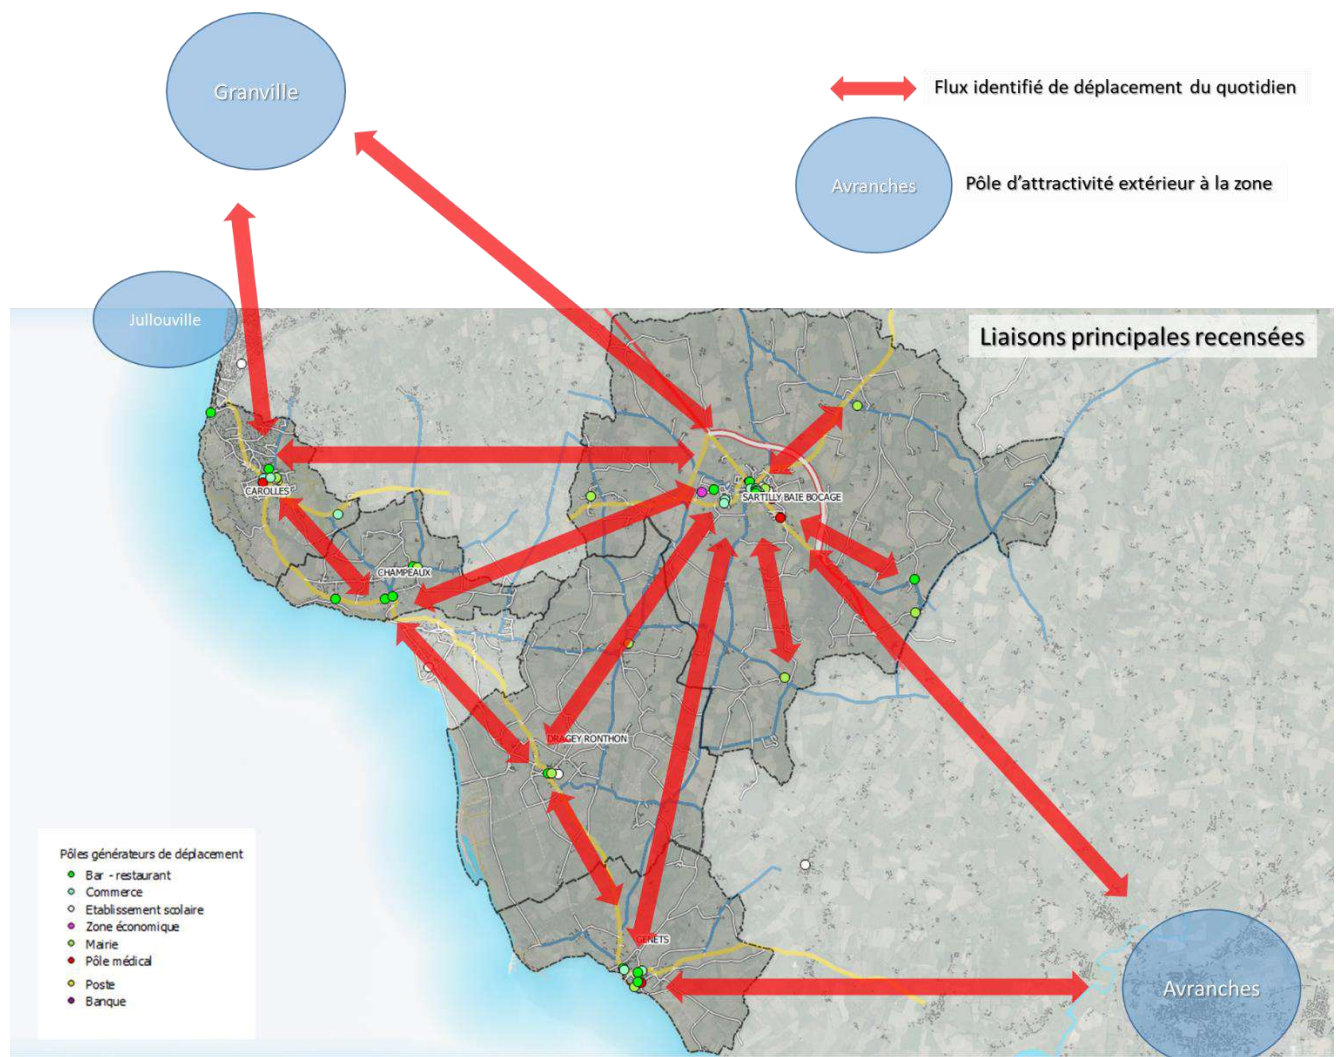 Granville
Flux identifié de déplacement du quotidien
Avranches
Pôle d'attractivité extérieur à la zone
Jullouville
Liaisons principales recensées
CAROLLES
SARTILLY BAIE BOCAGE
CHAMPEAUX
DRAGEY RONTHON
GENETS
Avranches
Pôles générateurs de déplacement
Bar - restaurant
Commerce
Etablissement scolaire
Zone économique
Mairie
Pôle médical
Poste
Banque